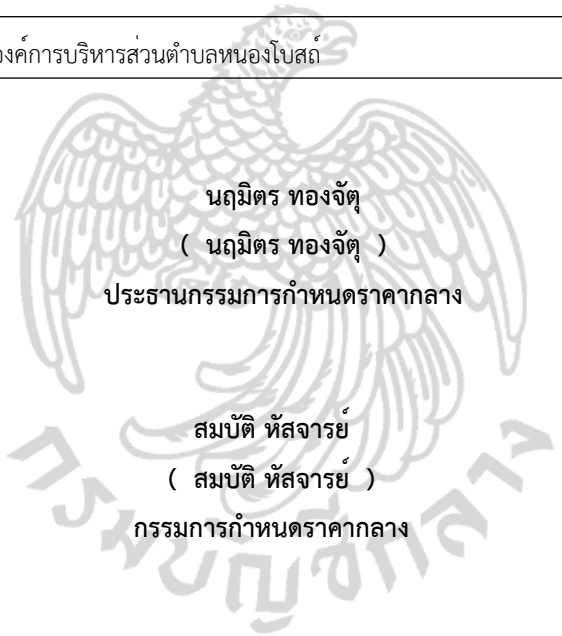 องค์การบริหารส่วนตำบลหนองโบสถ์
นฤมิตร ทองจัตุ
( นฤมิตร ทองจัตุ )
ประธานกรรมการกำหนดราคากลาง
สมบัติ หัสจารย์
( สมบัติ หัสจารย์ )
กรรมการกำหนดราคากลาง
กรมบัญชีกลาง